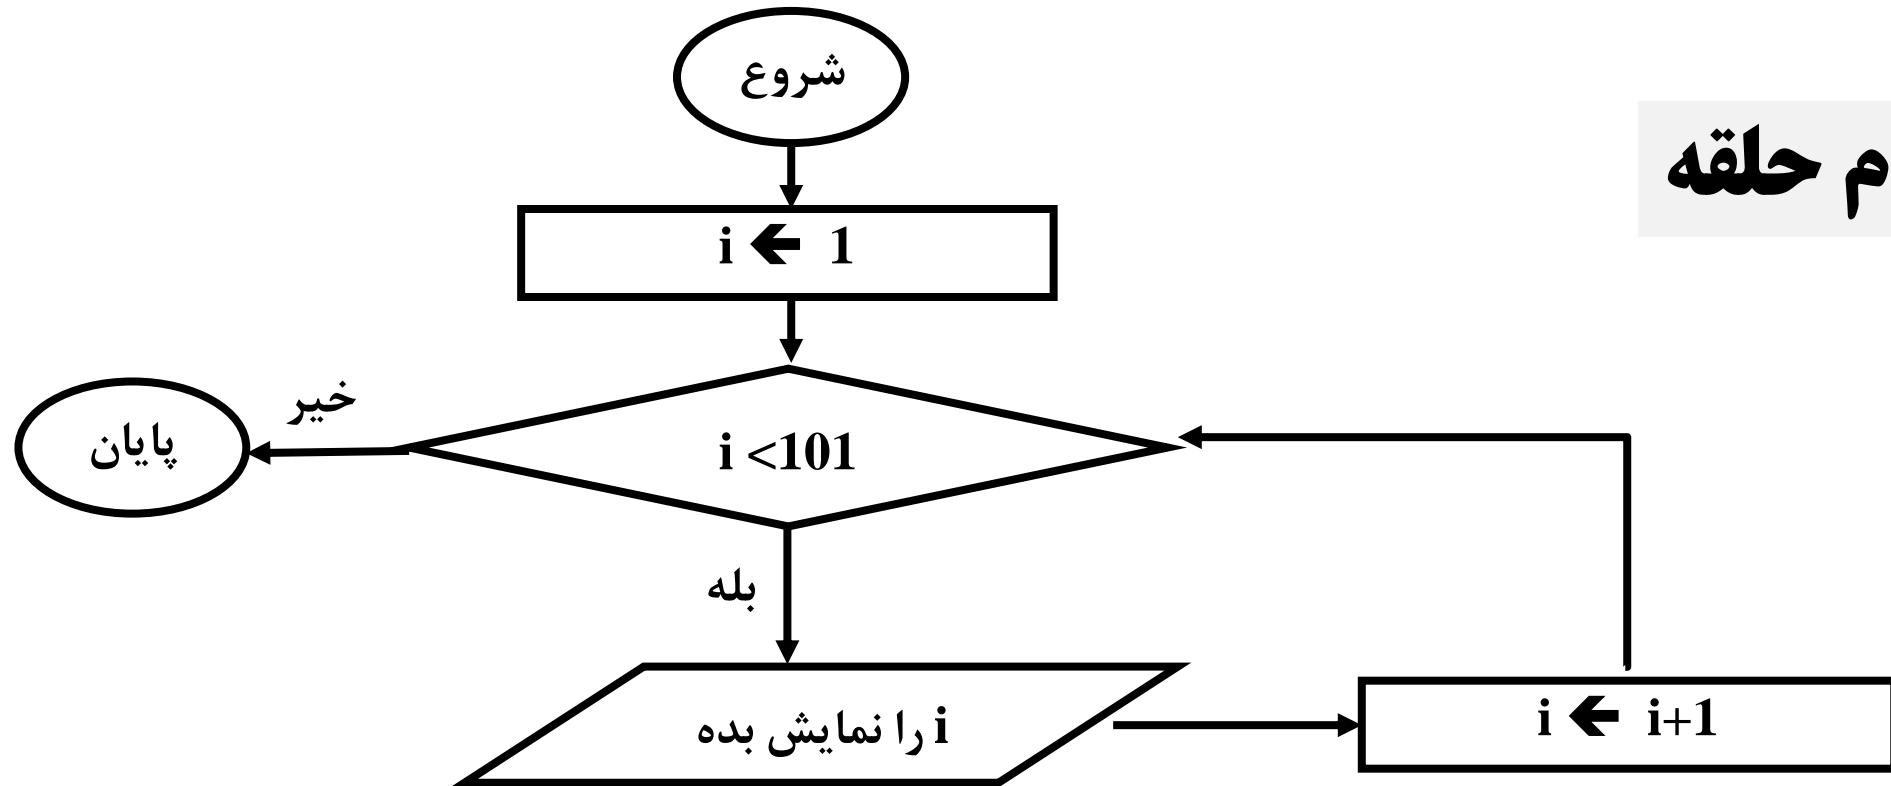 شروع
م حلقه
i 🡸 1
خیر
پایان
i <101
بله
i را نمایش بده
i 🡸 i+1